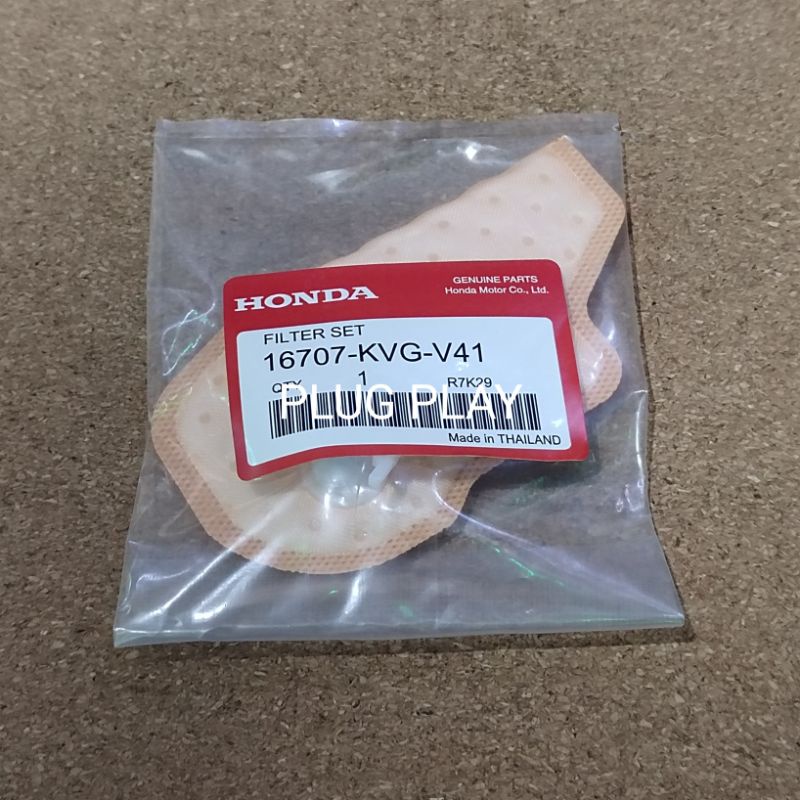 HONDA
GENUINE PARTS
Honda Motor Co., Ltd.
FILTER SET
16707-KVG-V41
QTY 1 R7K29
PLUG PLAY
Made in THAILAND